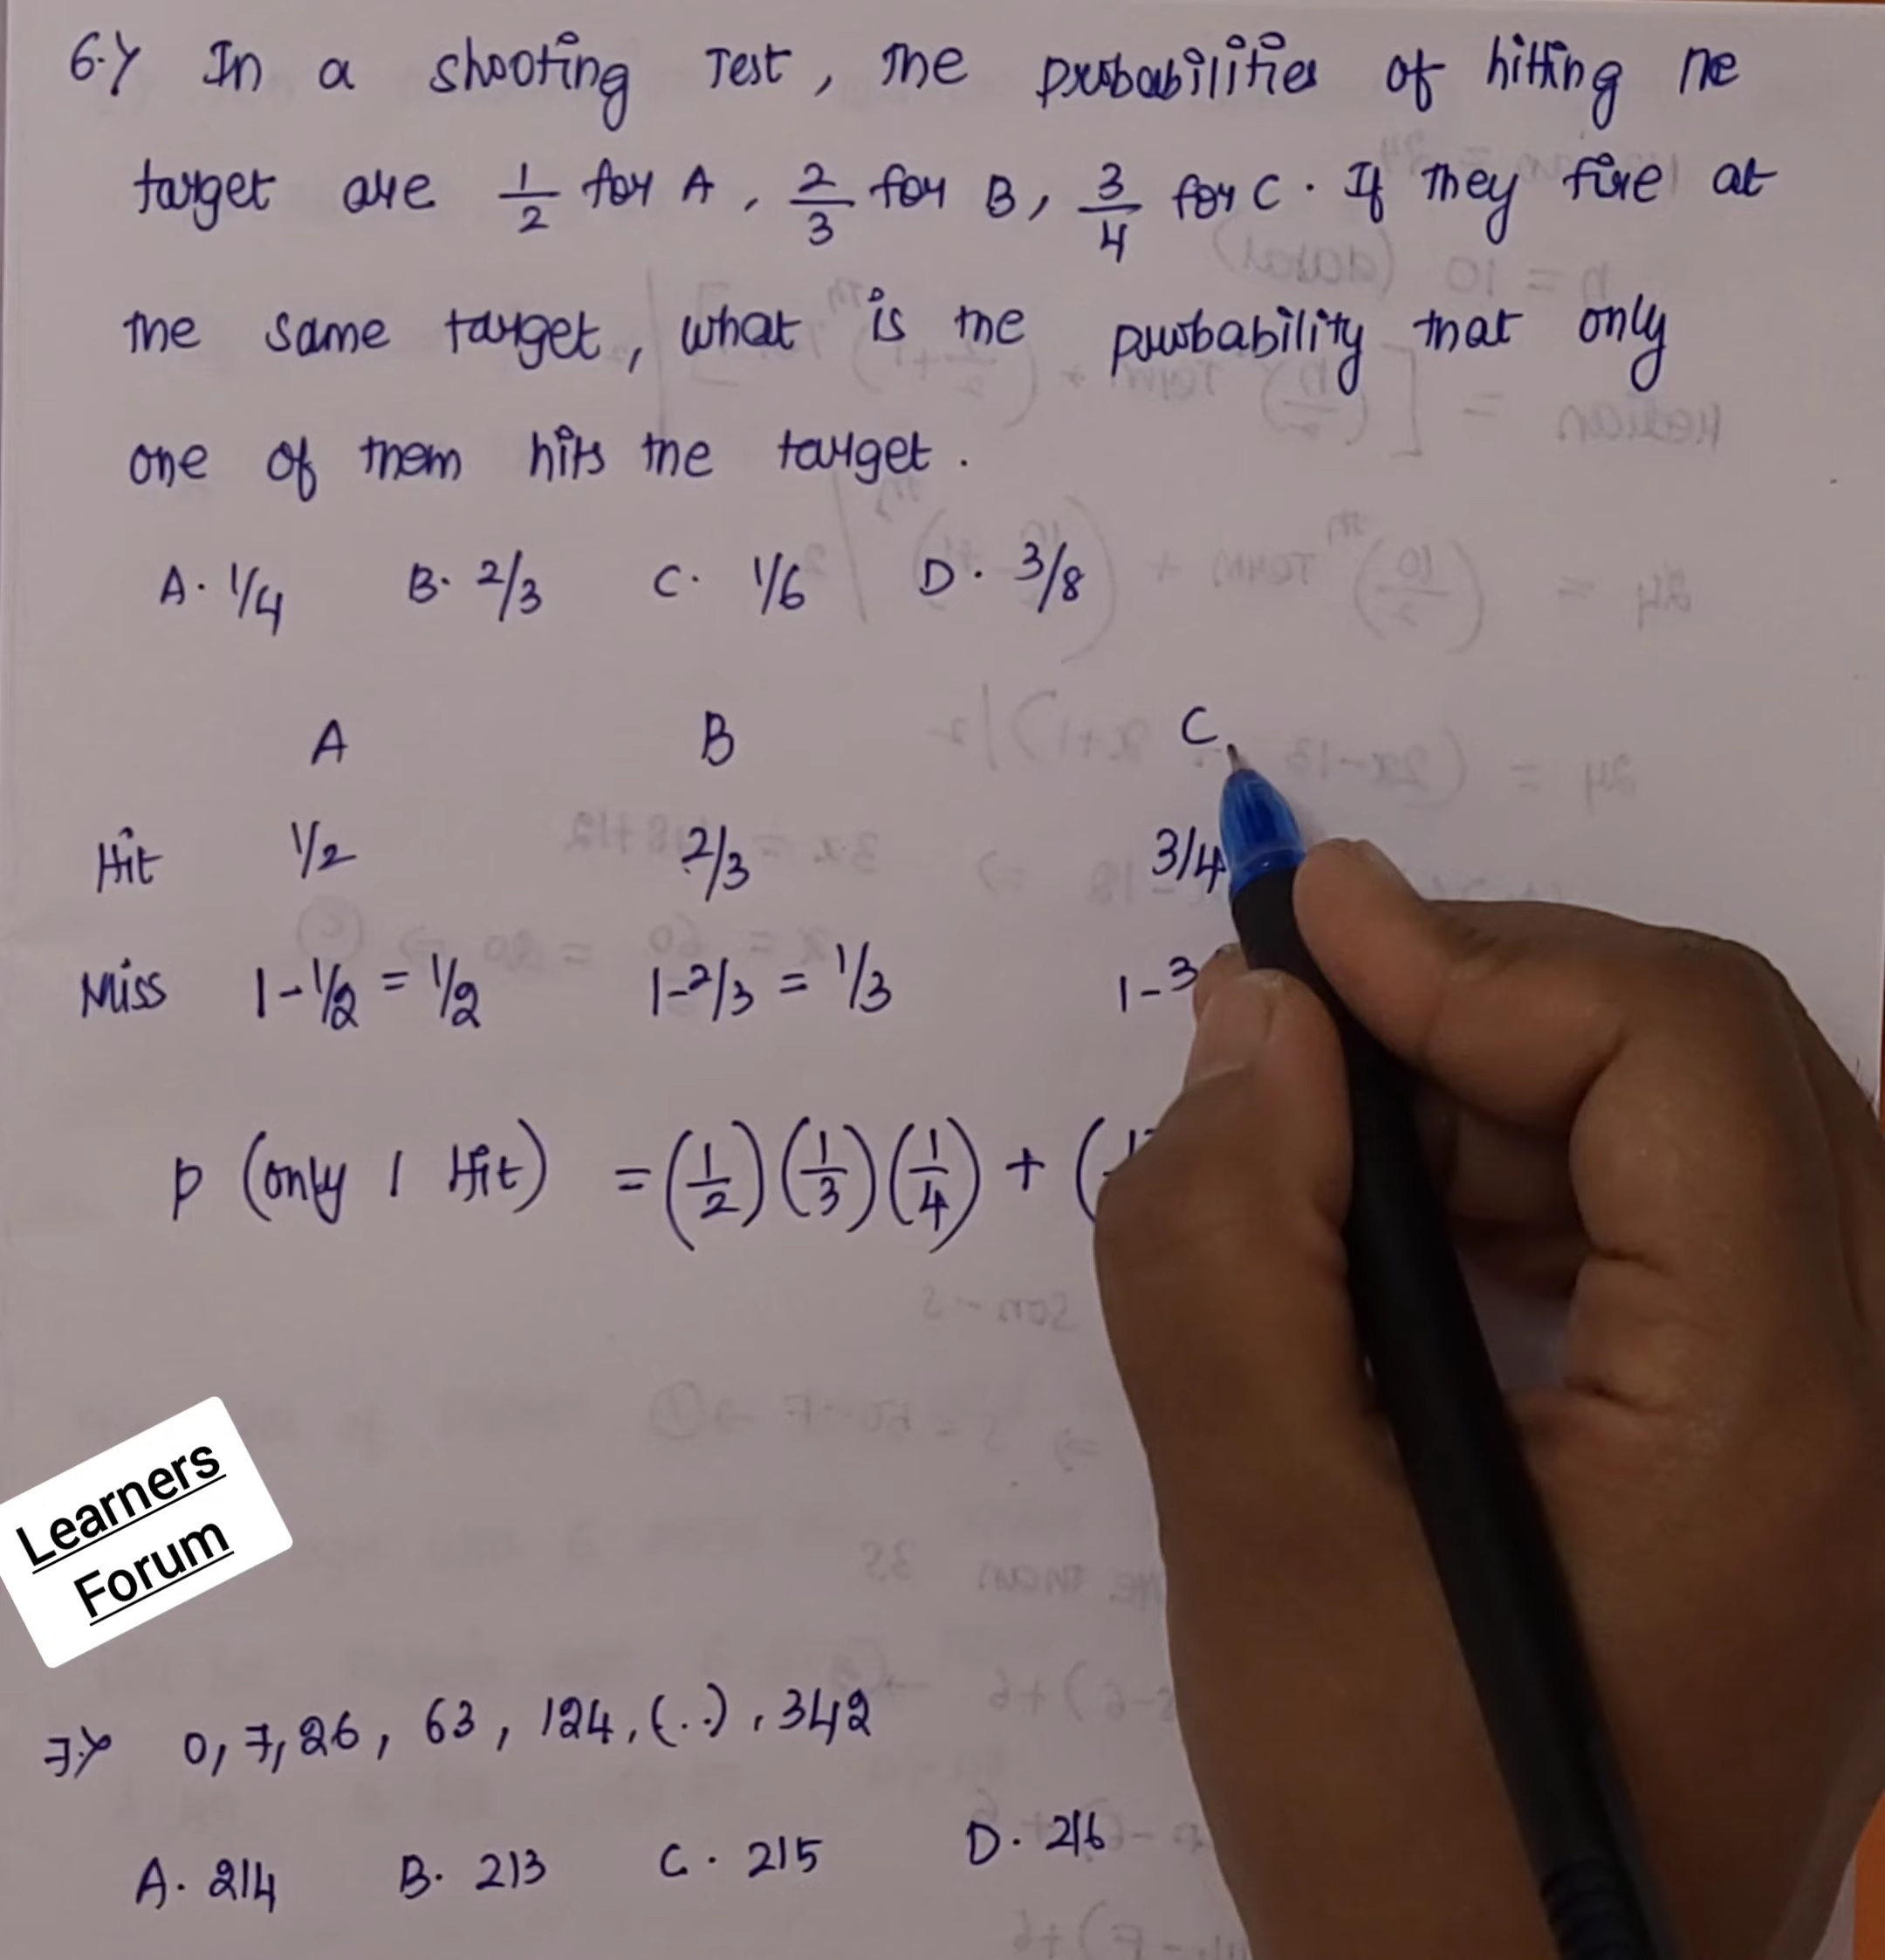 6.) In a shooting Test, the probabilities of hitting the
target are 1/2 for A, 2/3 for B, 3/4 for C. If they fire at
the same target, what is the probability that only
one of them hits the target.
A. 1/4 B. 2/3 C. 1/6 D. 3/8
A B C
Hit 1/2 2/3 3/4
Miss 1-1/2 = 1/2 1-2/3 = 1/3 1-3
P (only 1 Hit) = (1/2)(1/3)(1/4) + (
Learners
Forum
7.) 0, 7, 26, 63, 124, (..), 342
A. 214 B. 213 C. 215 D. 216